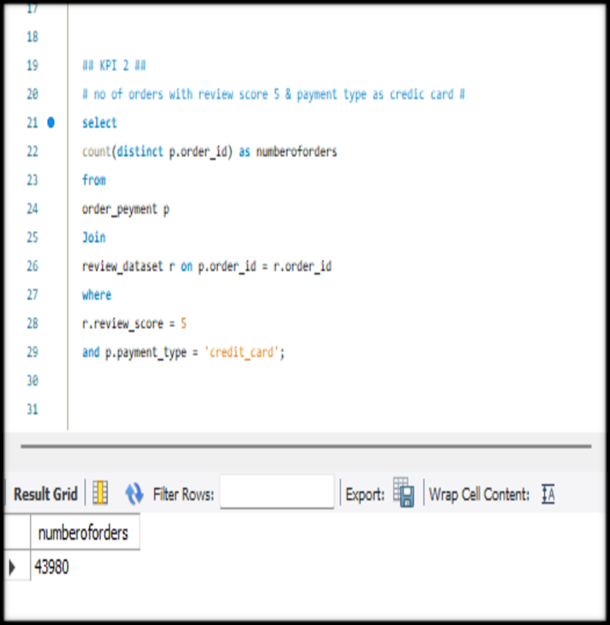 17
18
19 ## KPI 2 ##
20 # no of orders with review score 5 & payment type as credic card #
21 select
22 count(distinct p.order_id) as numberoforders
23 from
24 order_peyment p
25 Join
26 review_dataset r on p.order_id = r.order_id
27 where
28 r.review_score = 5
29 and p.payment_type = 'credit_card';
30
31
Result Grid Filter Rows: Export: Wrap Cell Content: IA
numberoforders
43980